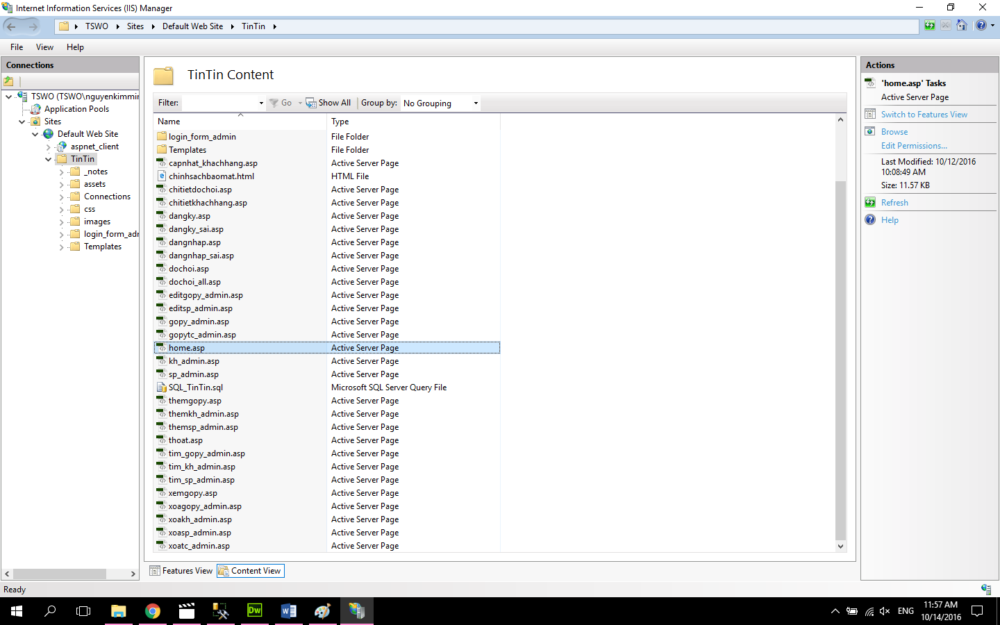 Internet Information Services (IIS) Manager
TSWO Sites Default Web Site TinTin
File View Help
Connections
TSWO (TSWO\nguyenkimmin
Application Pools
Sites
Default Web Site
aspnet_client
TinTin
_notes
assets
Connections
css
images
login_form_adr
Templates
TinTin Content
Filter: Go Show All Group by: No Grouping
Name Type
login_form_admin File Folder
Templates File Folder
capnhat_khachhang.asp Active Server Page
chinhsachbaomat.html HTML File
chitietdochoi.asp Active Server Page
chitietkhachhang.asp Active Server Page
dangky.asp Active Server Page
dangky_sai.asp Active Server Page
dangnhap.asp Active Server Page
dangnhap_sai.asp Active Server Page
dochoi.asp Active Server Page
dochoi_all.asp Active Server Page
editgopy_admin.asp Active Server Page
editsp_admin.asp Active Server Page
gopy_admin.asp Active Server Page
gopytc_admin.asp Active Server Page
home.asp Active Server Page
kh_admin.asp Active Server Page
sp_admin.asp Active Server Page
SQL_TinTin.sql Microsoft SQL Server Query File
themgopy.asp Active Server Page
themkh_admin.asp Active Server Page
themsp_admin.asp Active Server Page
thoat.asp Active Server Page
tim_gopy_admin.asp Active Server Page
tim_kh_admin.asp Active Server Page
tim_sp_admin.asp Active Server Page
xemgopy.asp Active Server Page
xoagopy_admin.asp Active Server Page
xoakh_admin.asp Active Server Page
xoasp_admin.asp Active Server Page
xoatc_admin.asp Active Server Page
Features View Content View
Actions
'home.asp' Tasks
Active Server Page
Switch to Features View
Browse
Edit Permissions...
Last Modified: 10/12/2016
10:08:49 AM
Size: 11.57 KB
Refresh
Help
Ready
Dw
ENG
11:57 AM
10/14/2016